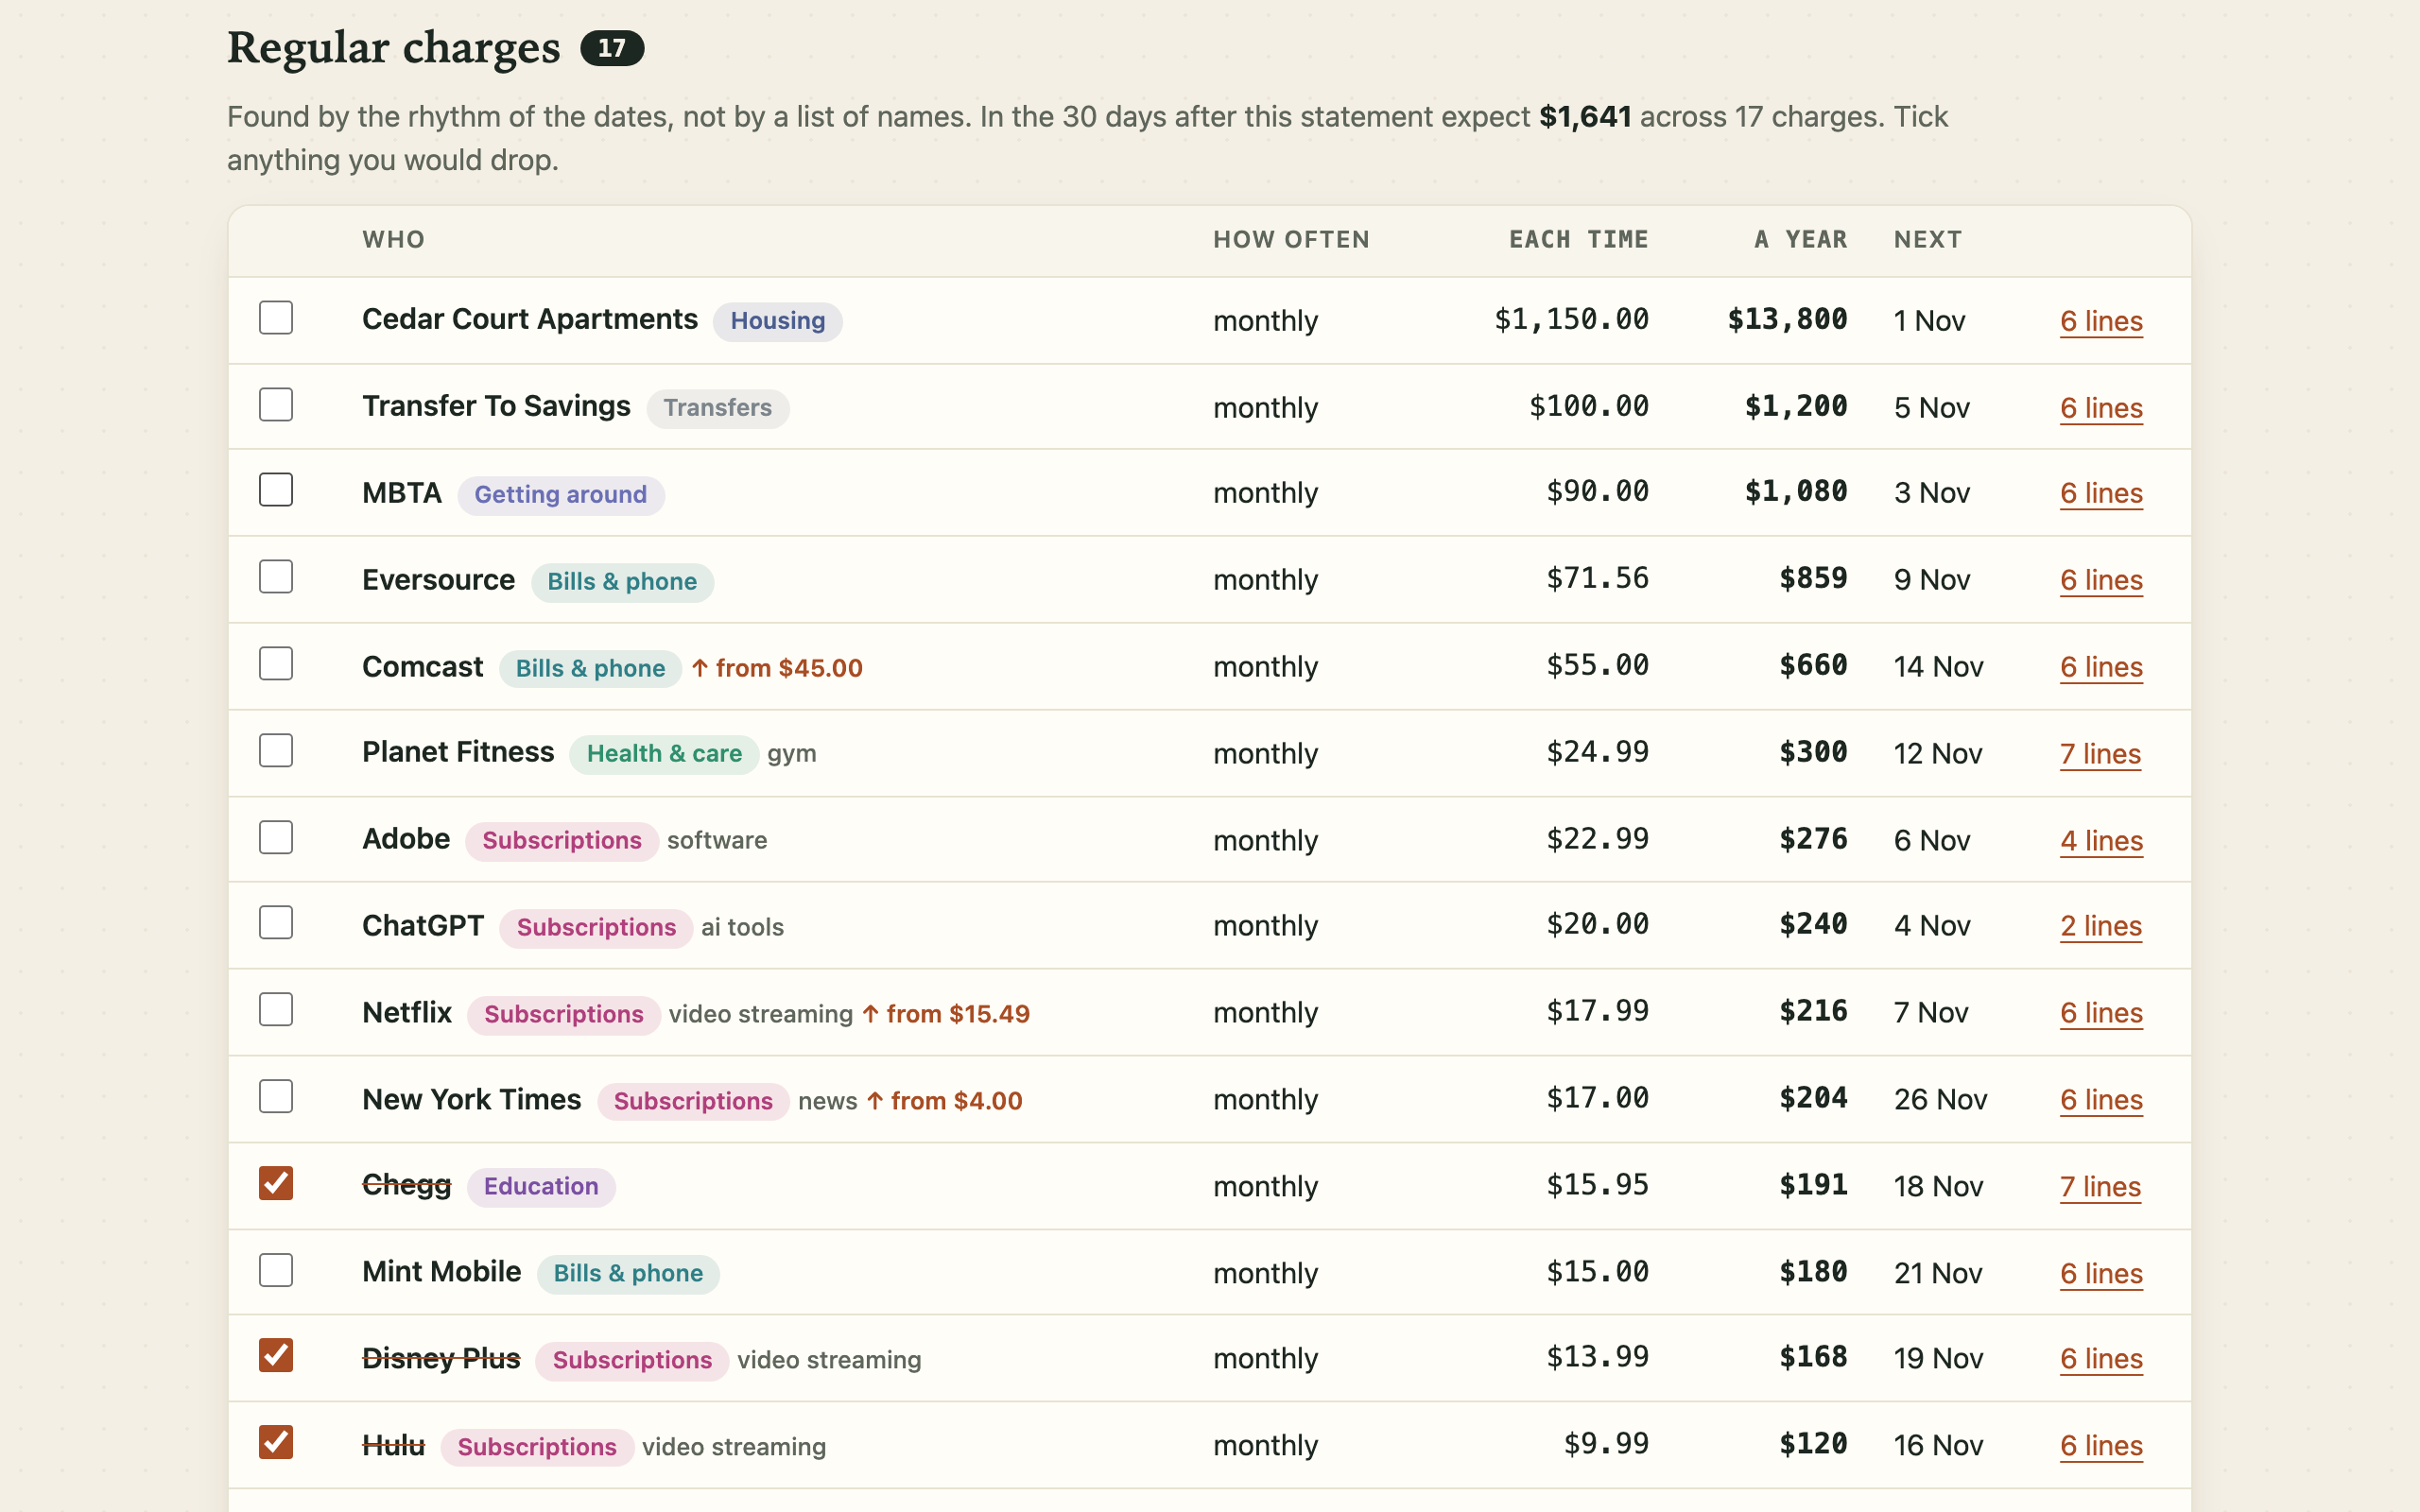 Regular charges 17
Found by the rhythm of the dates, not by a list of names. In the 30 days after this statement expect $1,641 across 17 charges. Tick
anything you would drop.
WHO HOW OFTEN EACH TIME A YEAR NEXT
Cedar Court Apartments Housing monthly $1,150.00 $13,800 1 Nov 6 lines
Transfer To Savings Transfers monthly $100.00 $1,200 5 Nov 6 lines
MBTA Getting around monthly $90.00 $1,080 3 Nov 6 lines
Eversource Bills & phone monthly $71.56 $859 9 Nov 6 lines
Comcast Bills & phone ↑ from $45.00 monthly $55.00 $660 14 Nov 6 lines
Planet Fitness Health & care gym monthly $24.99 $300 12 Nov 7 lines
Adobe Subscriptions software monthly $22.99 $276 6 Nov 4 lines
ChatGPT Subscriptions ai tools monthly $20.00 $240 4 Nov 2 lines
Netflix Subscriptions video streaming ↑ from $15.49 monthly $17.99 $216 7 Nov 6 lines
New York Times Subscriptions news ↑ from $4.00 monthly $17.00 $204 26 Nov 6 lines
Chegg Education monthly $15.95 $191 18 Nov 7 lines
Mint Mobile Bills & phone monthly $15.00 $180 21 Nov 6 lines
Disney Plus Subscriptions video streaming monthly $13.99 $168 19 Nov 6 lines
Hulu Subscriptions video streaming monthly $9.99 $120 16 Nov 6 lines